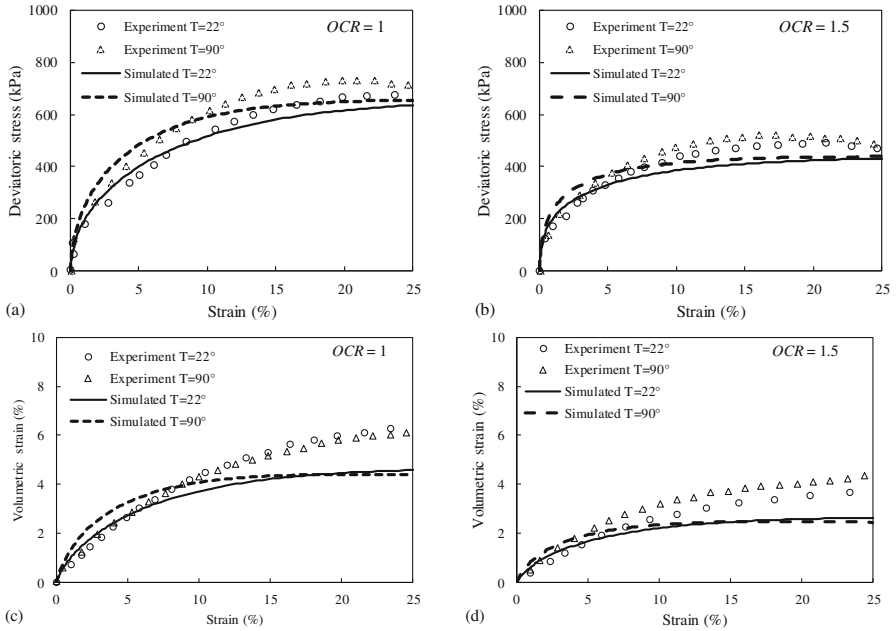 1000
800
600
400
200
0
Deviatoric stress (kPa)
Experiment T=22°
Experiment T=90°
Simulated T=22°
Simulated T=90°
OCR = 1
0 5 10 15 20 25
Strain (%)
(a)
1000
800
600
400
200
0
Deviatoric stress (kPa)
Experiment T=22°
Experiment T=90°
Simulated T=22°
Simulated T=90°
OCR = 1.5
0 5 10 15 20 25
Strain (%)
(b)
10
8
6
4
2
0
Volumetric strain (%)
Experiment T=22°
Experiment T=90°
Simulated T=22°
Simulated T=90°
OCR = 1
0 5 10 15 20 25
Strain (%)
(c)
10
8
6
4
2
0
Volumetric strain (%)
Experiment T=22°
Experiment T=90°
Simulated T=22°
Simulated T=90°
OCR = 1.5
0 5 10 15 20 25
Strain (%)
(d)